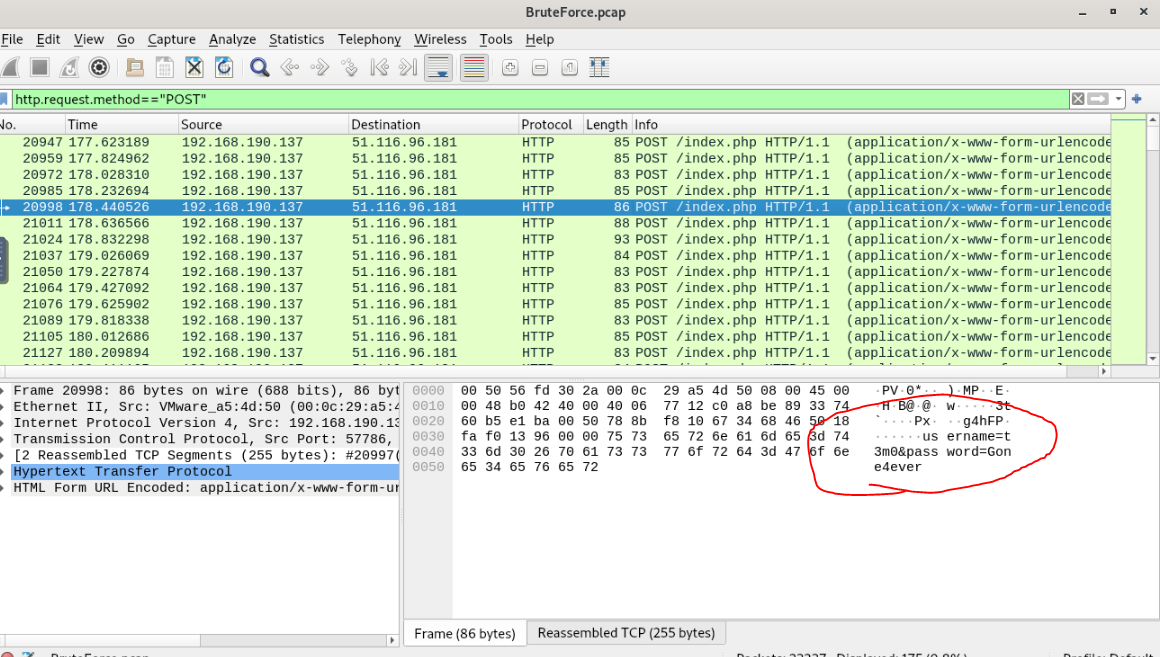 BruteForce.pcap
File Edit View Go Capture Analyze Statistics Telephony Wireless Tools Help
http.request.method=="POST"
No. Time Source Destination Protocol Length Info
20947 177.623189 192.168.190.137 51.116.96.181 HTTP 85 POST /index.php HTTP/1.1 (application/x-www-form-urlencode
20959 177.824962 192.168.190.137 51.116.96.181 HTTP 85 POST /index.php HTTP/1.1 (application/x-www-form-urlencode
20972 178.028310 192.168.190.137 51.116.96.181 HTTP 83 POST /index.php HTTP/1.1 (application/x-www-form-urlencode
20985 178.232694 192.168.190.137 51.116.96.181 HTTP 85 POST /index.php HTTP/1.1 (application/x-www-form-urlencode
20998 178.440526 192.168.190.137 51.116.96.181 HTTP 86 POST /index.php HTTP/1.1 (application/x-www-form-urlencode
21011 178.636566 192.168.190.137 51.116.96.181 HTTP 88 POST /index.php HTTP/1.1 (application/x-www-form-urlencode
21024 178.832298 192.168.190.137 51.116.96.181 HTTP 93 POST /index.php HTTP/1.1 (application/x-www-form-urlencode
21037 179.026069 192.168.190.137 51.116.96.181 HTTP 84 POST /index.php HTTP/1.1 (application/x-www-form-urlencode
21050 179.227874 192.168.190.137 51.116.96.181 HTTP 83 POST /index.php HTTP/1.1 (application/x-www-form-urlencode
21064 179.427092 192.168.190.137 51.116.96.181 HTTP 83 POST /index.php HTTP/1.1 (application/x-www-form-urlencode
21076 179.625902 192.168.190.137 51.116.96.181 HTTP 85 POST /index.php HTTP/1.1 (application/x-www-form-urlencode
21089 179.818338 192.168.190.137 51.116.96.181 HTTP 83 POST /index.php HTTP/1.1 (application/x-www-form-urlencode
21105 180.012686 192.168.190.137 51.116.96.181 HTTP 85 POST /index.php HTTP/1.1 (application/x-www-form-urlencode
21127 180.209894 192.168.190.137 51.116.96.181 HTTP 83 POST /index.php HTTP/1.1 (application/x-www-form-urlencode
Frame 20998: 86 bytes on wire (688 bits), 86 byt
Ethernet II, Src: VMware_a5:4d:50 (00:0c:29:a5:4
Internet Protocol Version 4, Src: 192.168.190.13
Transmission Control Protocol, Src Port: 57786,
[2 Reassembled TCP Segments (255 bytes): #20997(
Hypertext Transfer Protocol
HTML Form URL Encoded: application/x-www-form-ur
0000 00 50 56 fd 30 2a 00 0c 29 a5 4d 50 08 00 45 00 ·PV·0*·· )·MP··E·
0010 00 48 b0 42 40 00 40 06 77 12 c0 a8 be 89 33 74 ·H·B@·@· w·····3t
0020 60 b5 e1 ba 00 50 78 8b f8 10 67 34 68 46 50 18 `····Px· ··g4hFP·
0030 fa f0 13 96 00 00 75 73 65 72 6e 61 6d 65 3d 74 ······us ername=t
0040 33 6d 30 26 70 61 73 73 77 6f 72 64 3d 47 6f 6e 3m0&pass word=Gon
0050 65 34 65 76 65 72 e4ever
Frame (86 bytes) Reassembled TCP (255 bytes)